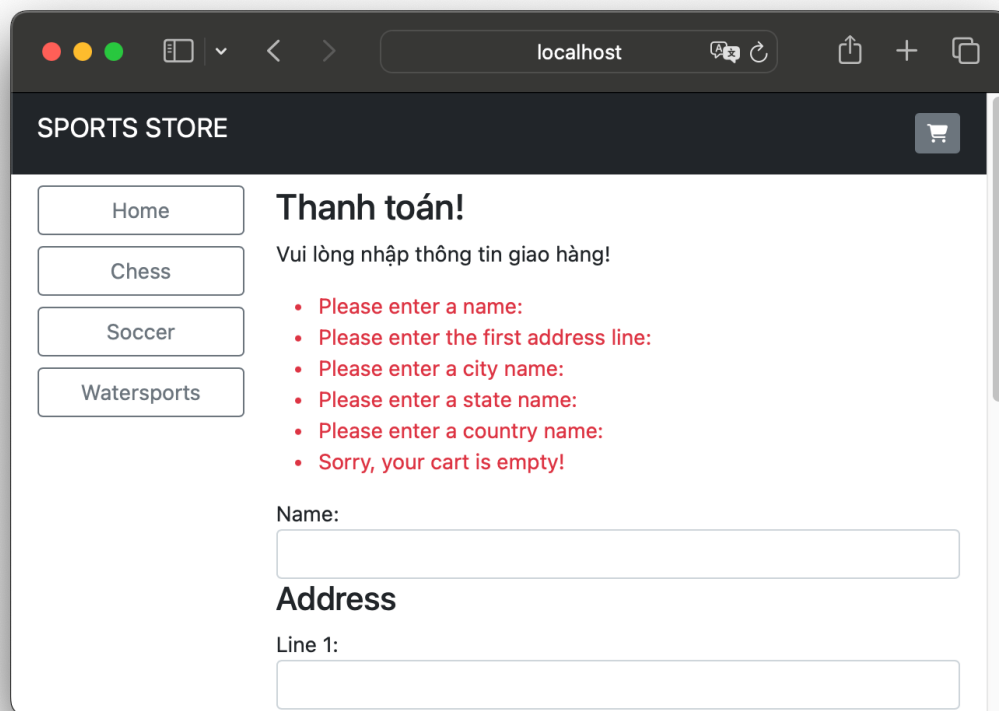 localhost
SPORTS STORE
Home
Chess
Soccer
Watersports
Thanh toán!
Vui lòng nhập thông tin giao hàng!
Please enter a name:
Please enter the first address line:
Please enter a city name:
Please enter a state name:
Please enter a country name:
Sorry, your cart is empty!
Name:
Address
Line 1: